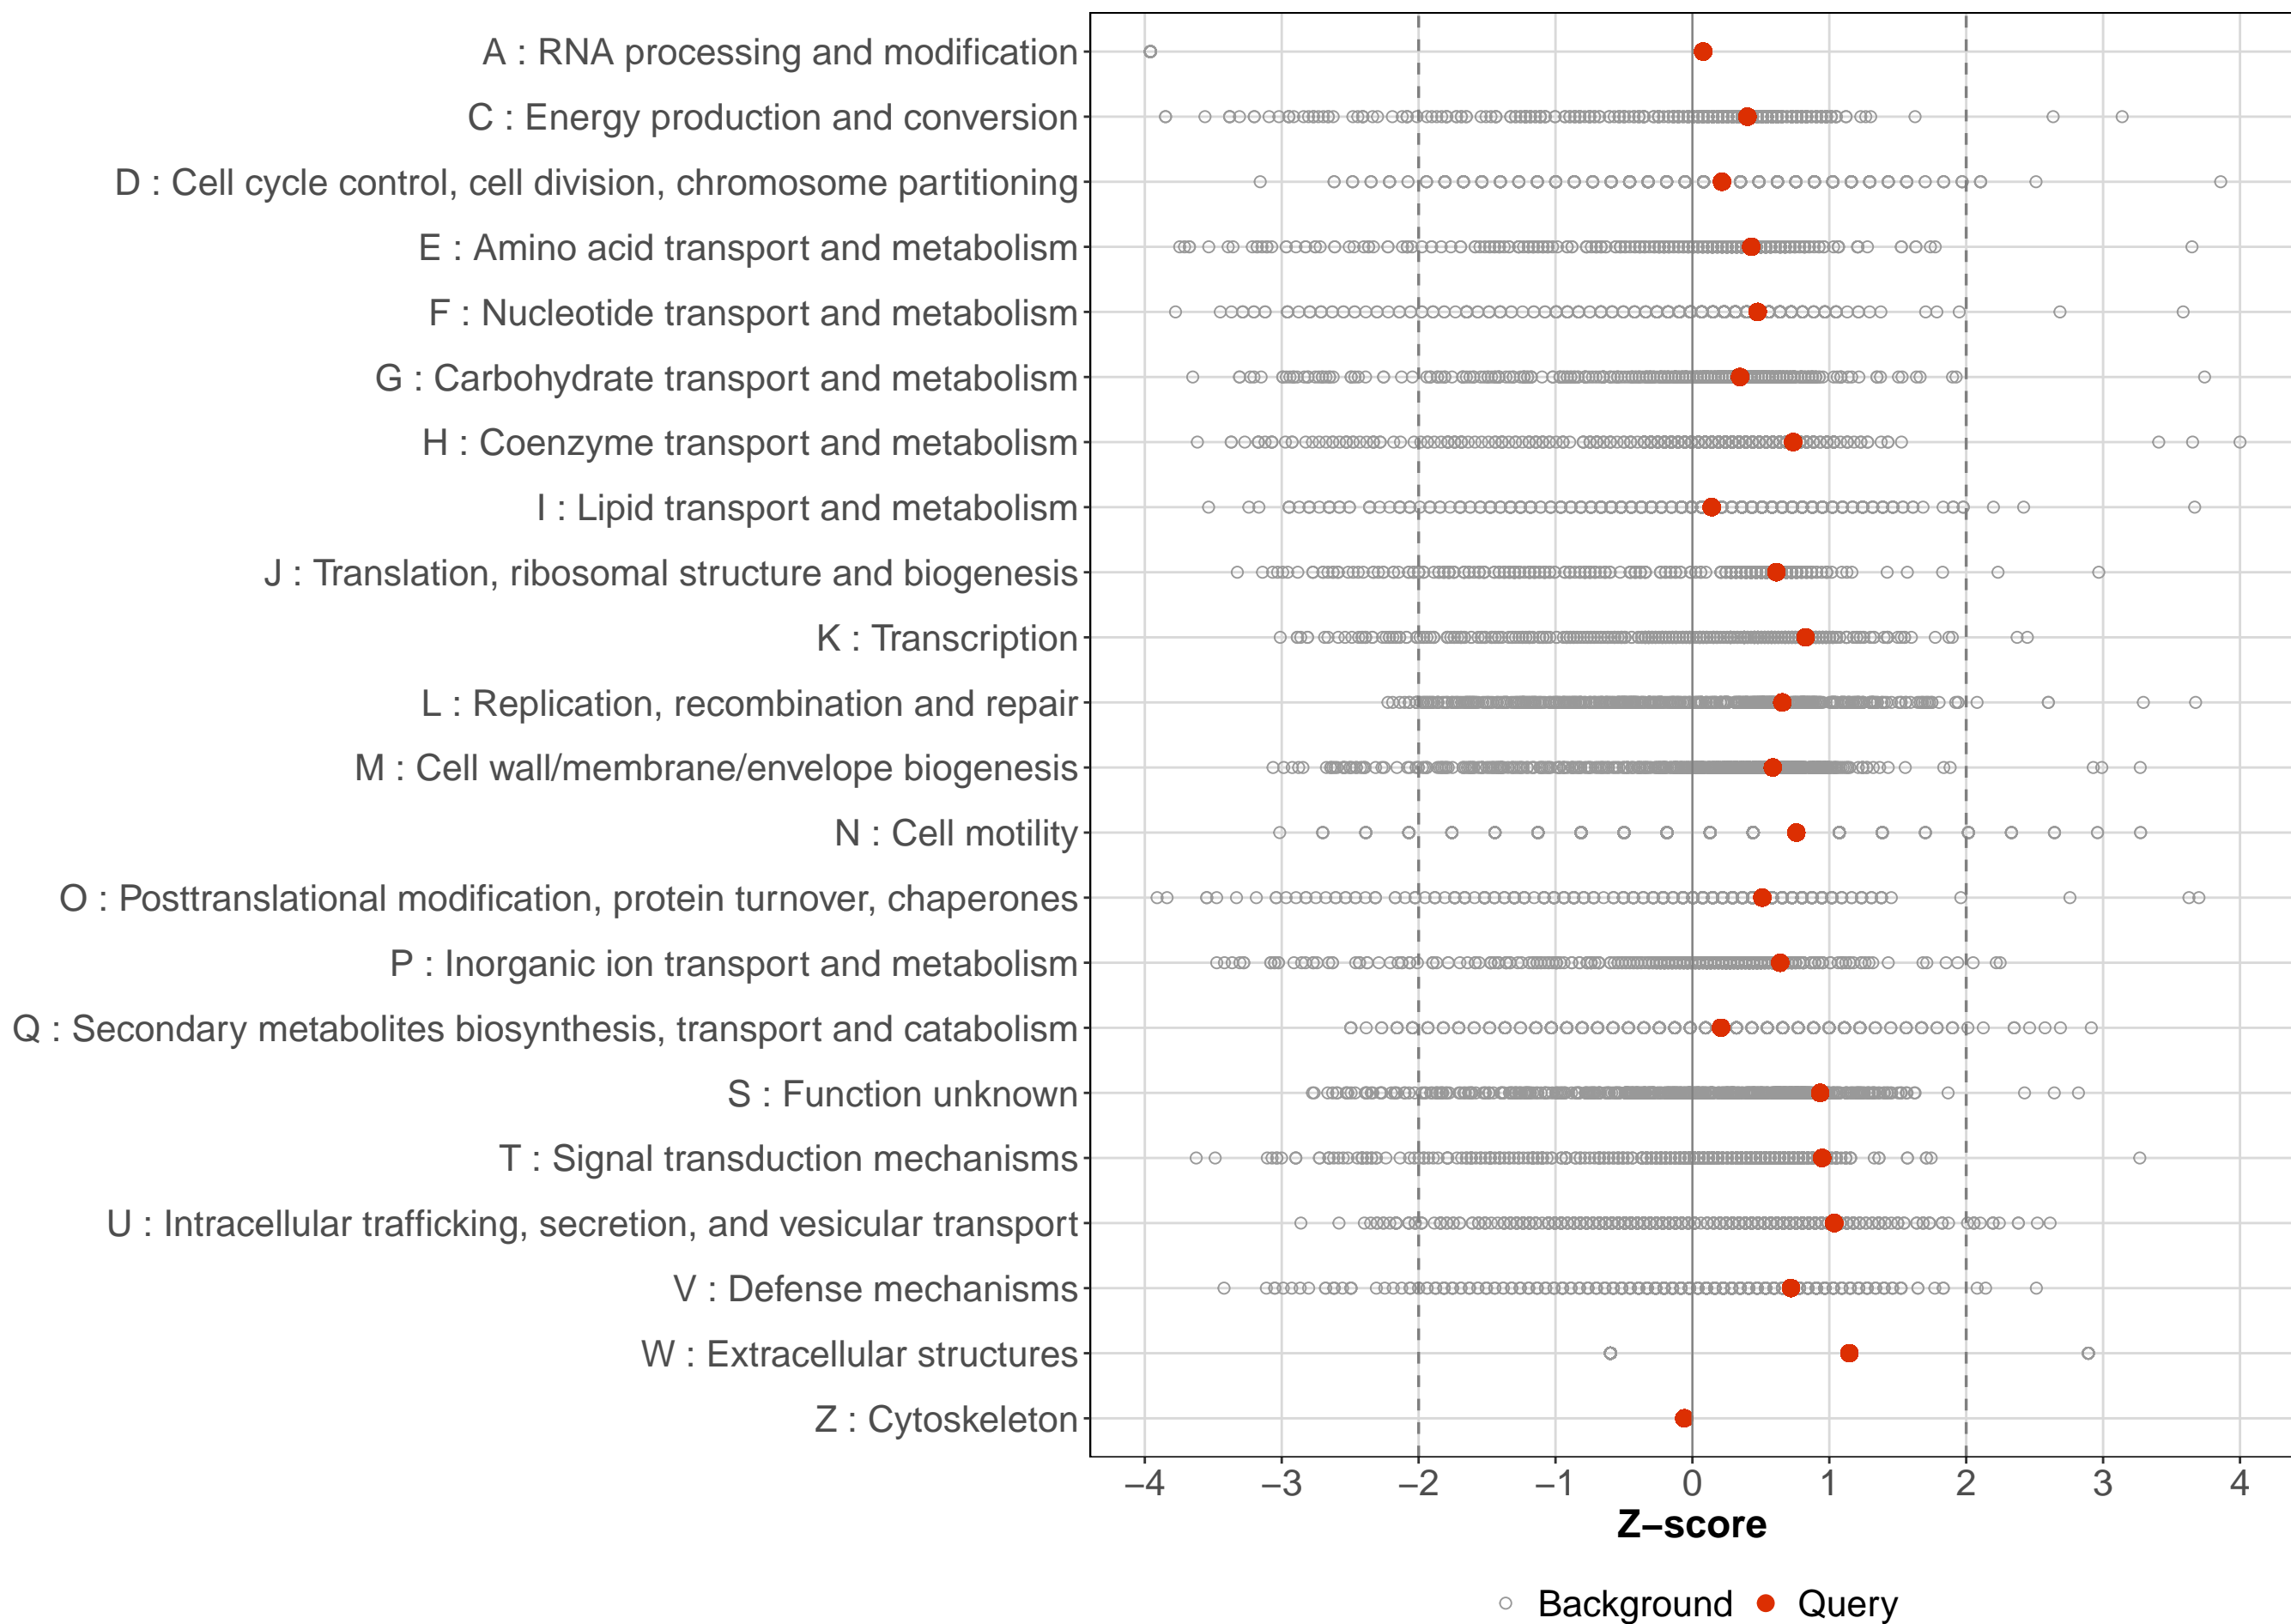 A : RNA processing and modification
C : Energy production and conversion
D : Cell cycle control, cell division, chromosome partitioning
E : Amino acid transport and metabolism
F : Nucleotide transport and metabolism
G : Carbohydrate transport and metabolism
H : Coenzyme transport and metabolism
I : Lipid transport and metabolism
J : Translation, ribosomal structure and biogenesis
K : Transcription
L : Replication, recombination and repair
M : Cell wall/membrane/envelope biogenesis
N : Cell motility
O : Posttranslational modification, protein turnover, chaperones
P : Inorganic ion transport and metabolism
Q : Secondary metabolites biosynthesis, transport and catabolism
S : Function unknown
T : Signal transduction mechanisms
U : Intracellular trafficking, secretion, and vesicular transport
V : Defense mechanisms
W : Extracellular structures
Z : Cytoskeleton
−4 −3 −2 −1 0 1 2 3 4
Z−score
Background Query